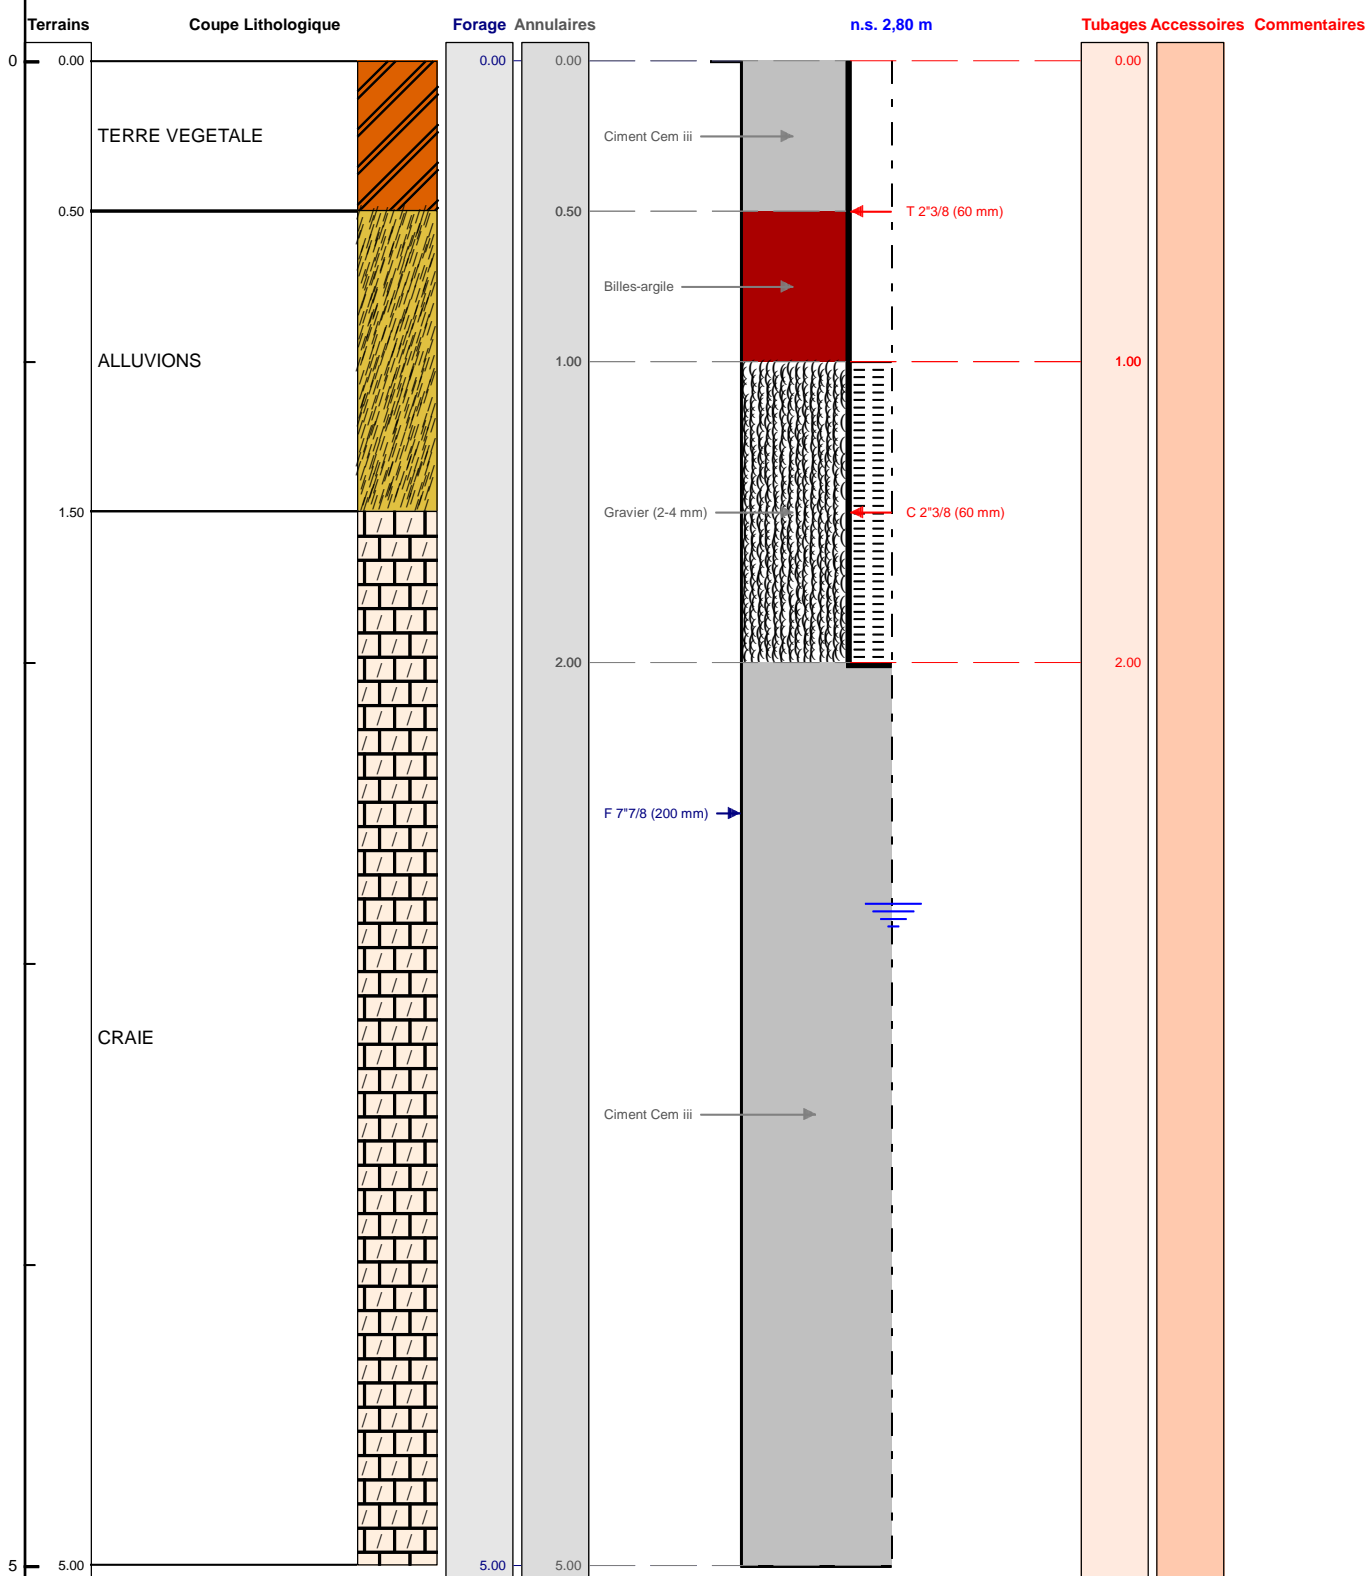 Terrains Coupe Lithologique Forage Annulaires n.s. 2,80 m Tubages Accessoires Commentaires
0 0.00 0.00 0.00 0.00
TERRE VEGETALE Ciment Cem iii
0.50 0.50 T 2"3/8 (60 mm)
Billes-argile
ALLUVIONS 1.00 1.00
1.50 Gravier (2-4 mm) C 2"3/8 (60 mm)
2.00 2.00
F 7"7/8 (200 mm)
CRAIE
Ciment Cem iii
5 5.00 5.00 5.00